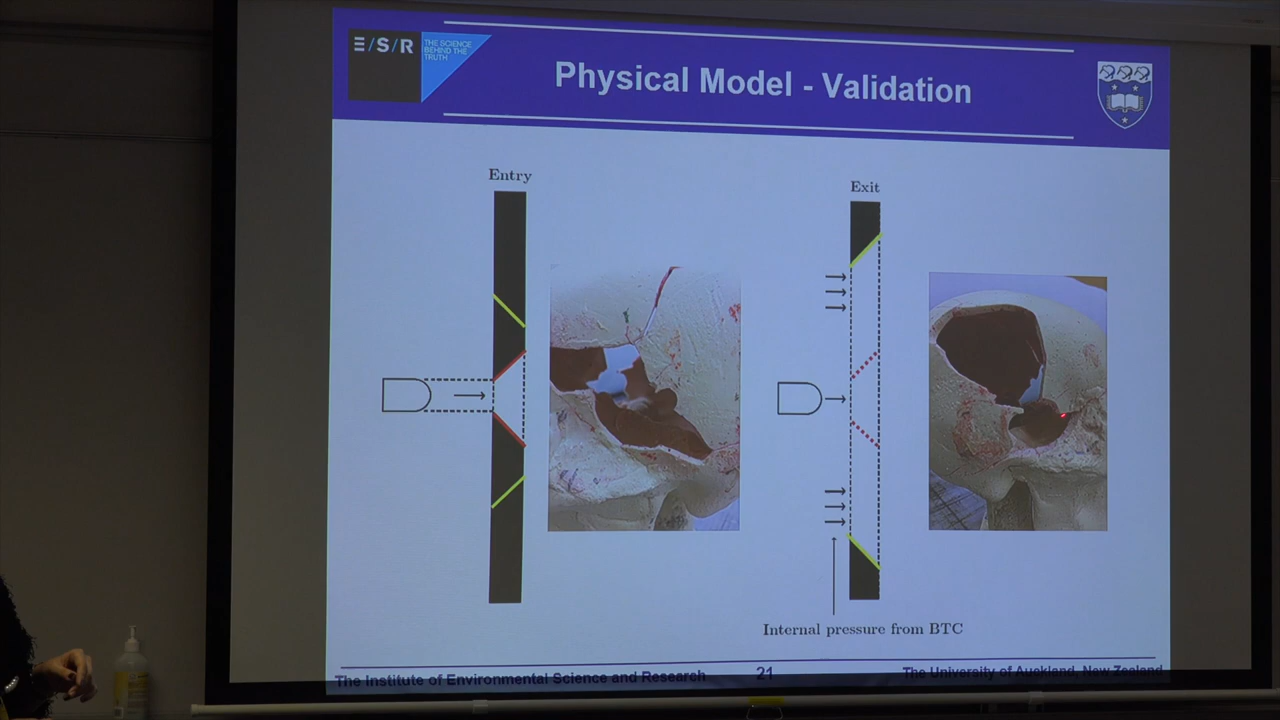 E/S/R
THE SCIENCE
BEHIND THE
TRUTH
Physical Model - Validation
Entry
Exit
Internal pressure from BTC
The Institute of Environmental Science and Research
21
The University of Auckland, New Zealand